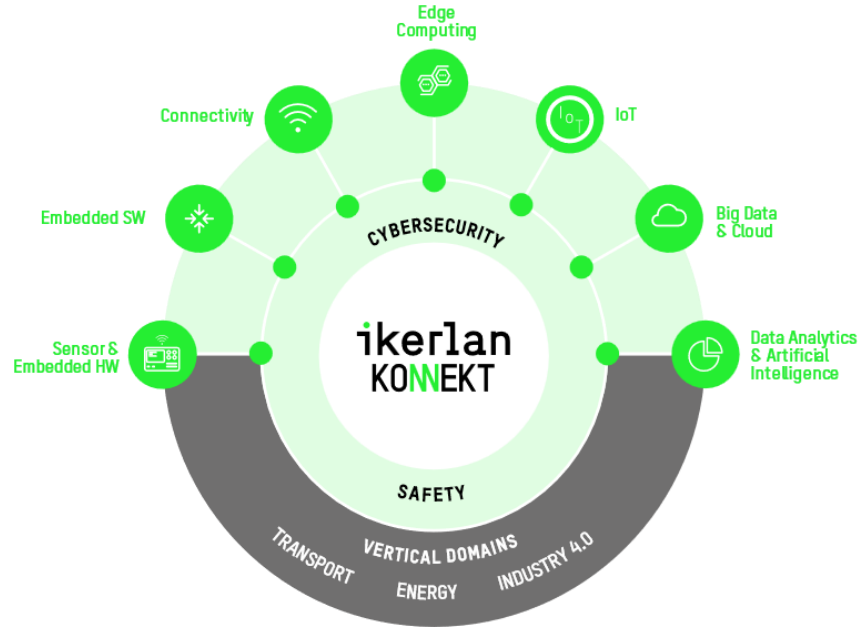 Edge
Computing
Connectivity
IoT
IoT
Embedded SW
Big Data
& Cloud
CYBERSECURITY
Sensor &
Embedded HW
ikerlan
KONNEKT
Data Analytics
& Artificial
Intelligence
SAFETY
VERTICAL DOMAINS
TRANSPORT
ENERGY
INDUSTRY 4.0